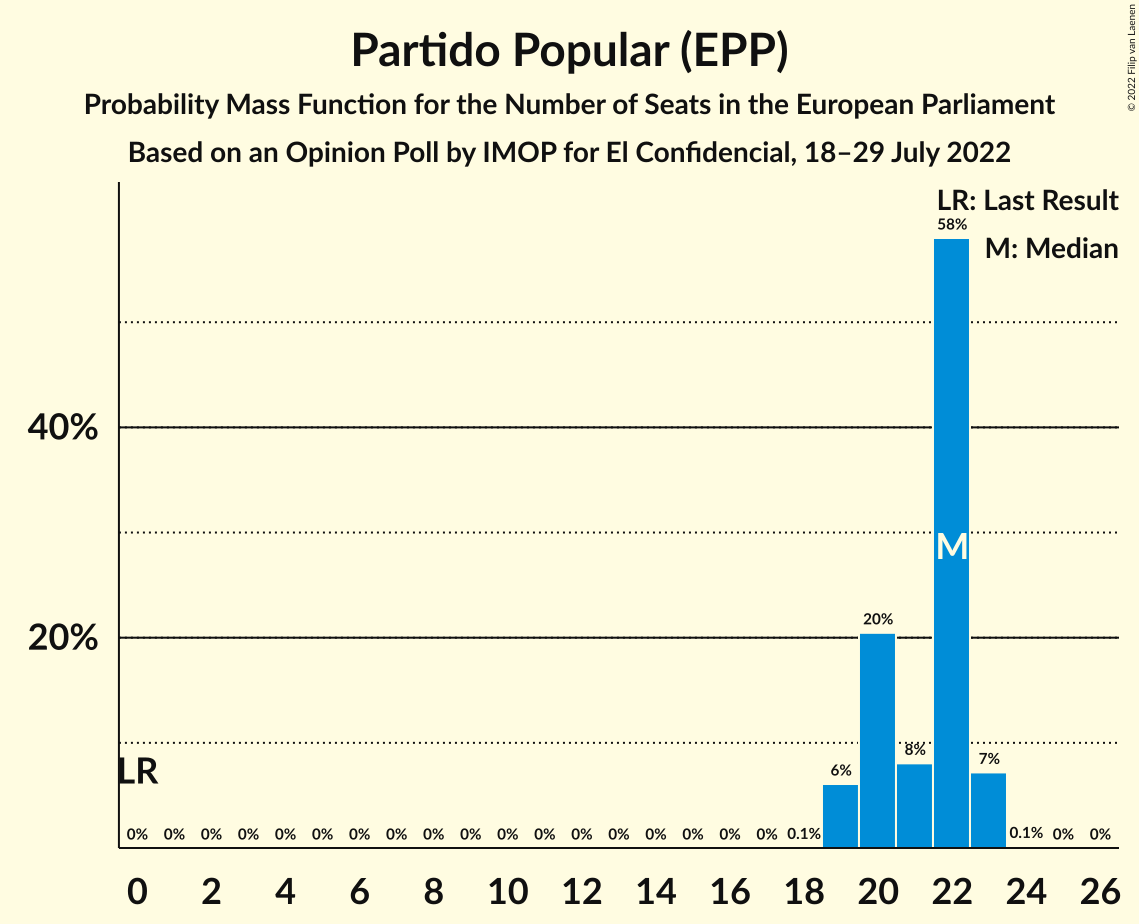 Partido Popular (EPP)
Probability Mass Function for the Number of Seats in the European Parliament
Based on an Opinion Poll by IMOP for El Confidencial, 18–29 July 2022
© 2022 Filip van Laenen
LR: Last Result
58%
M: Median
40%
M
20%
20%
8%
7%
6%
LR
0% 0% 0% 0% 0% 0% 0% 0% 0% 0% 0% 0% 0% 0% 0% 0% 0% 0% 0.1% 0.1% 0% 0%
0 2 4 6 8 10 12 14 16 18 20 22 24 26